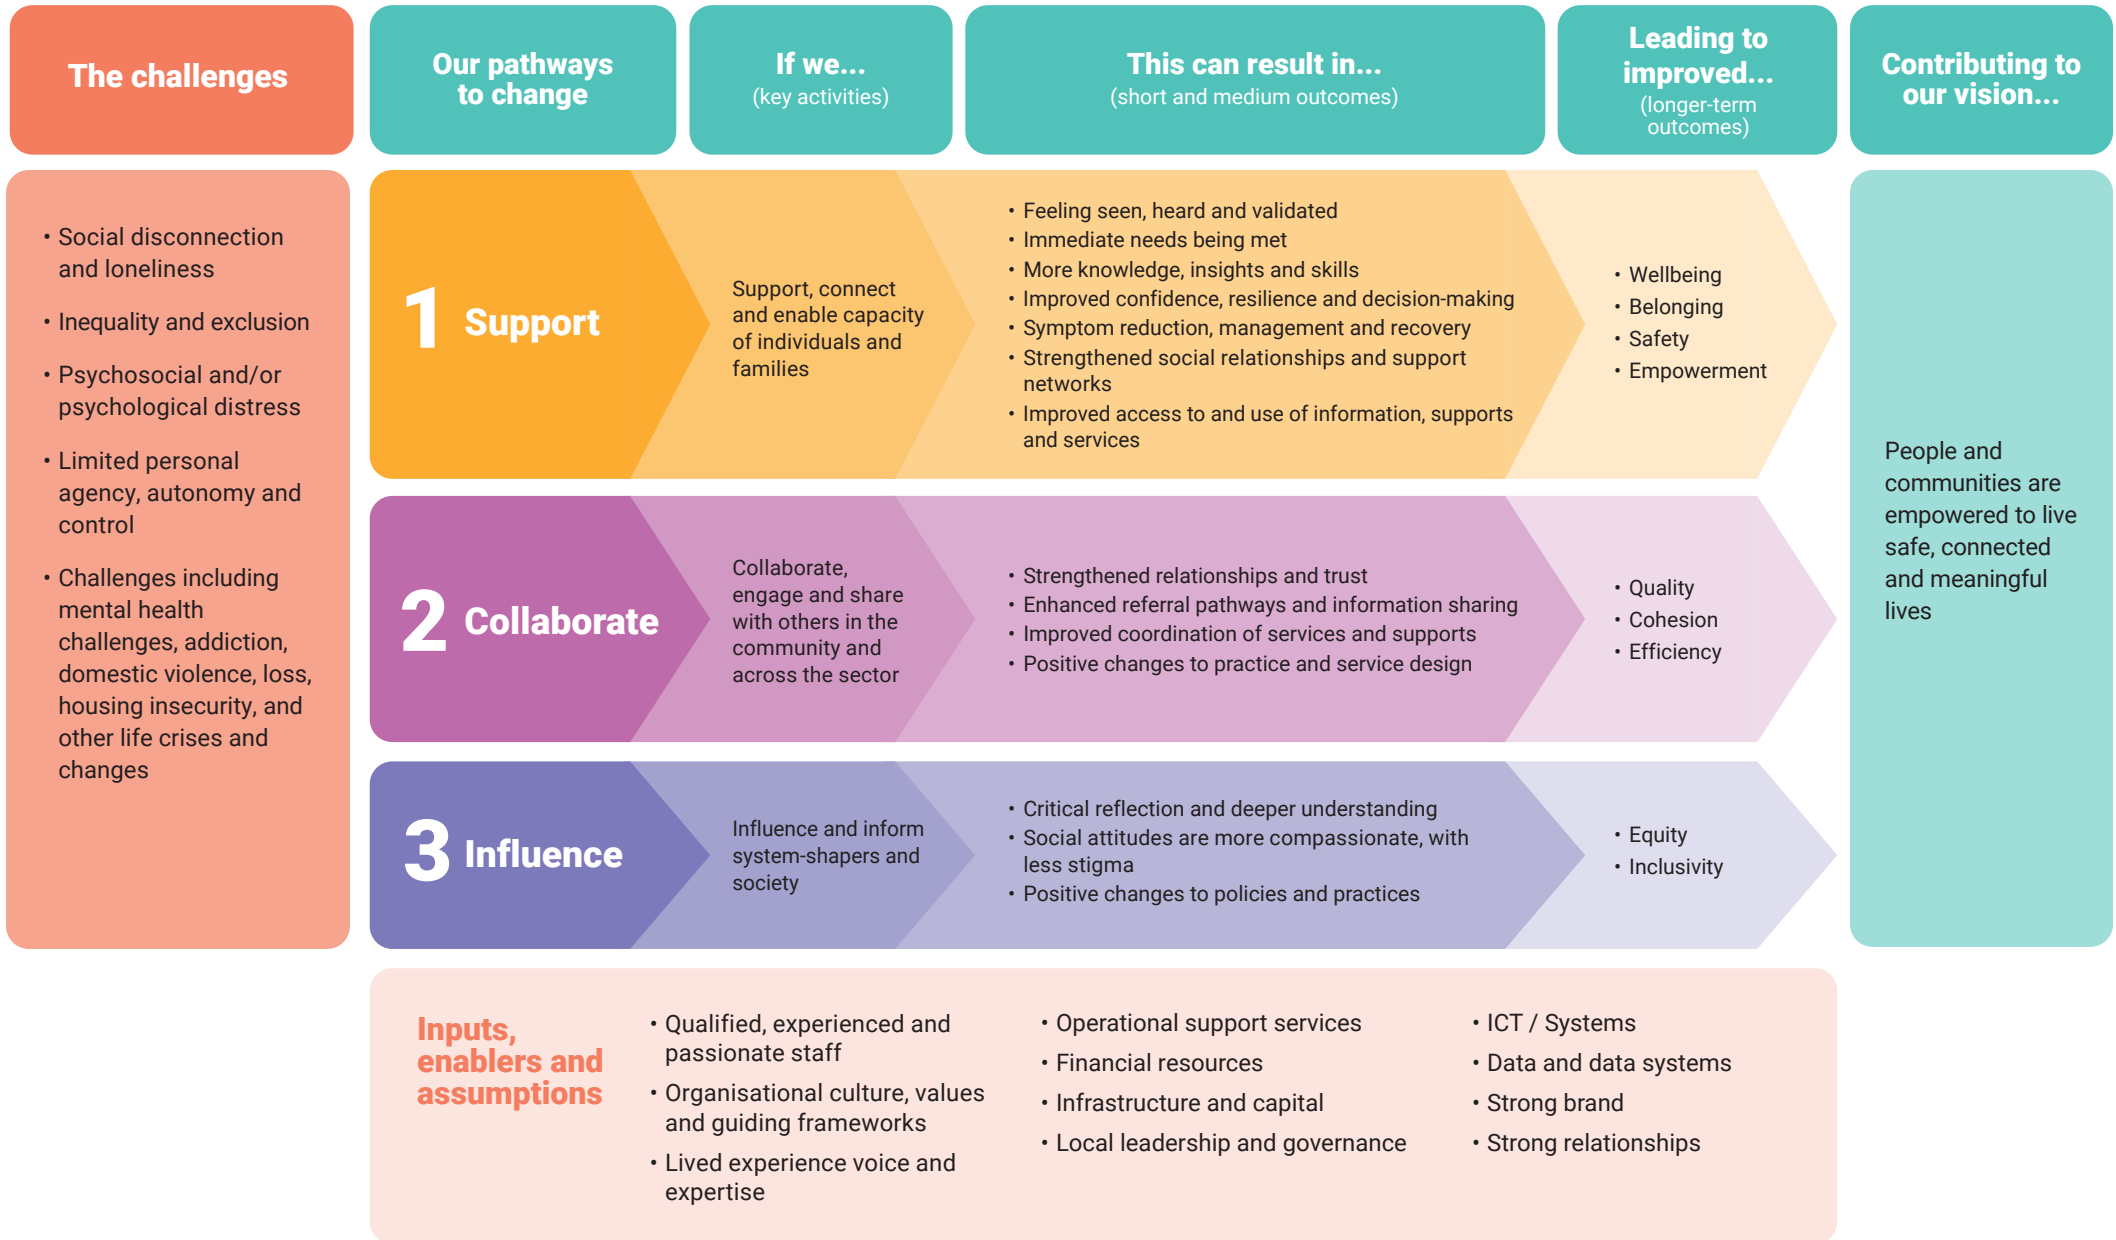 The challenges
Our pathways
to change
If we...
(key activities)
This can result in...
(short and medium outcomes)
Leading to
improved...
(longer-term
outcomes)
Contributing to
our vision...
• Social disconnection
and loneliness
• Inequality and exclusion
• Psychosocial and/or
psychological distress
• Limited personal
agency, autonomy and
control
• Challenges including
mental health
challenges, addiction,
domestic violence, loss,
housing insecurity, and
other life crises and
changes
1 Support
Support, connect
and enable capacity
of individuals and
families
• Feeling seen, heard and validated
• Immediate needs being met
• More knowledge, insights and skills
• Improved confidence, resilience and decision-making
• Symptom reduction, management and recovery
• Strengthened social relationships and support
networks
• Improved access to and use of information, supports
and services
• Wellbeing
• Belonging
• Safety
• Empowerment
2 Collaborate
Collaborate,
engage and share
with others in the
community and
across the sector
• Strengthened relationships and trust
• Enhanced referral pathways and information sharing
• Improved coordination of services and supports
• Positive changes to practice and service design
• Quality
• Cohesion
• Efficiency
3 Influence
Influence and inform
system-shapers and
society
• Critical reflection and deeper understanding
• Social attitudes are more compassionate, with
less stigma
• Positive changes to policies and practices
• Equity
• Inclusivity
People and
communities are
empowered to live
safe, connected
and meaningful
lives
Inputs,
enablers and
assumptions
• Qualified, experienced and
passionate staff
• Organisational culture, values
and guiding frameworks
• Lived experience voice and
expertise
• Operational support services
• Financial resources
• Infrastructure and capital
• Local leadership and governance
• ICT / Systems
• Data and data systems
• Strong brand
• Strong relationships